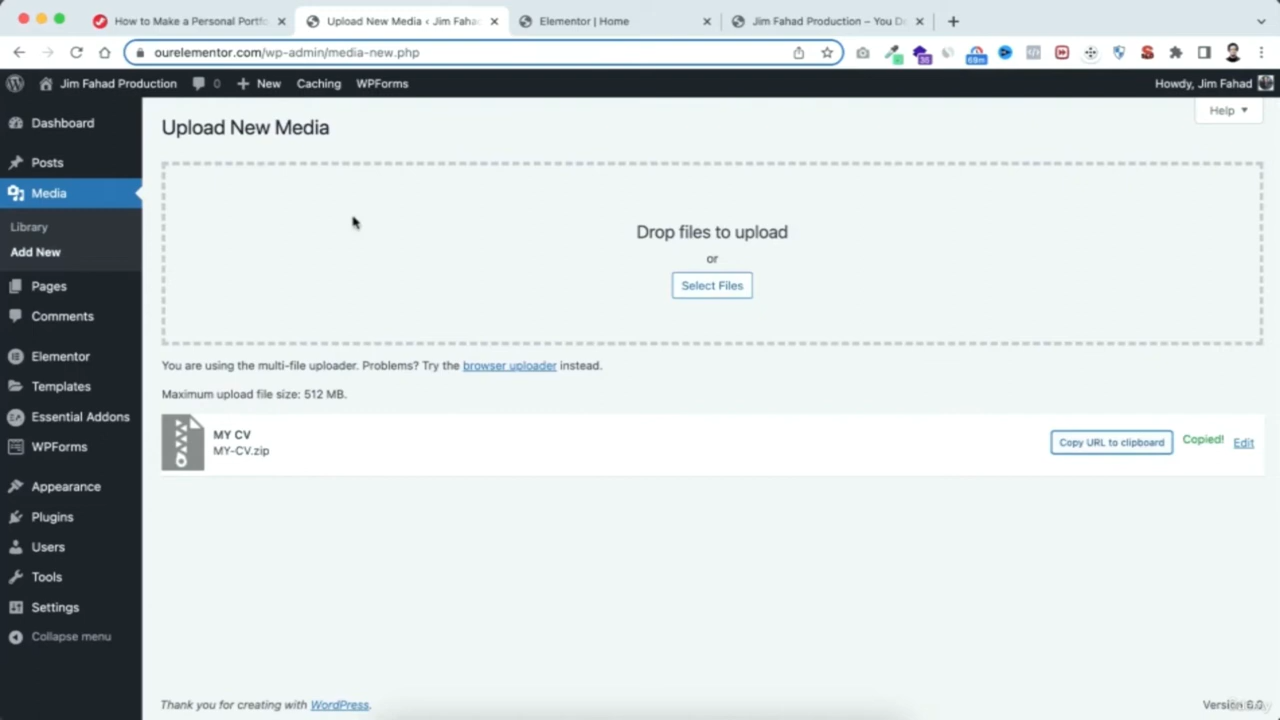 How to Make a Personal Portfo
Upload New Media ‹ Jim Faha
Elementor | Home
Jim Fahad Production – You D
ourelementor.com/wp-admin/media-new.php
36
69m
Jim Fahad Production
0
New
Caching
WPForms
Howdy, Jim Fahad
Help
Dashboard
Posts
Media
Library
Add New
Pages
Comments
Elementor
Templates
Essential Addons
WPForms
Appearance
Plugins
Users
Tools
Settings
Collapse menu
Upload New Media
Drop files to upload
or
Select Files
You are using the multi-file uploader. Problems? Try the browser uploader instead.
Maximum upload file size: 512 MB.
MY CV
MY-CV.zip
Copy URL to clipboard
Copied!
Edit
Thank you for creating with WordPress.
Version 6.0